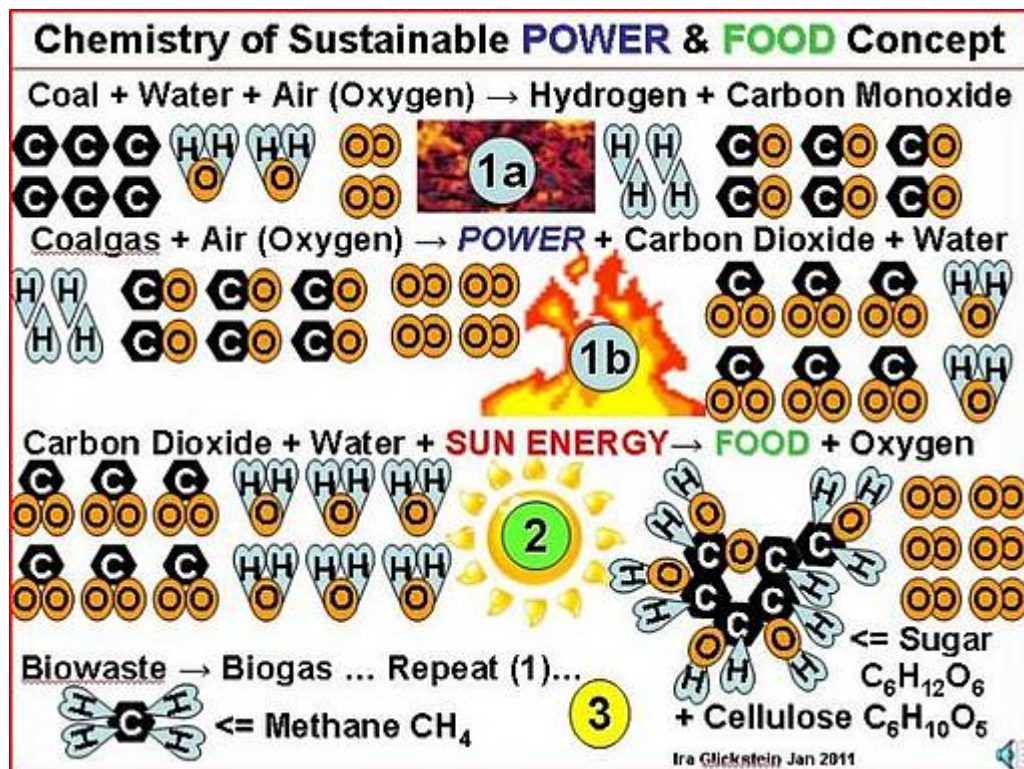 Chemistry of Sustainable POWER & FOOD Concept
Coal + Water + Air (Oxygen) → Hydrogen + Carbon Monoxide
C C C H H O H H O O O 1a H H C O C O C O
C C C O O H H C O C O C O
Coalgas + Air (Oxygen) → POWER + Carbon Dioxide + Water
H H C O C O C O O O O O 1b C O O C O O C O O H H O
H H C O C O C O O O O O C O O C O O C O O H H O
Carbon Dioxide + Water + SUN ENERGY → FOOD + Oxygen
C O O C O O C O O H H O H H O H H O 2 O O O O
C O O C O O C O O H H O H H O H H O O O O O
O O O O
H O H H O C O C C H H O C C H H C O O H H O H H
<= Sugar
Biowaste → Biogas ... Repeat (1)...
C₆H₁₂O₆
H H C H H <= Methane CH₄ 3 + Cellulose C₆H₁₀O₅
Ira Glickstein Jan 2011